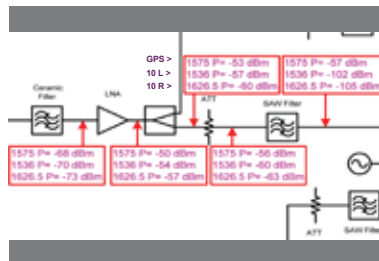 GPS >
10 L >
10 R >
1575 P= -53 dBm
1536 P= -57 dBm
1626.5 P= -60 dBm
1575 P= -57 dBm
1536 P= -102 dBm
1626.5 P= -105 dBm
Ceramic
Filter
LNA
ATT
SAW Filter
1575 P= -68 dBm
1536 P= -70 dBm
1626.5 P= -73 dBm
1575 P= -50 dBm
1536 P= -54 dBm
1626.5 P= -57 dBm
1575 P= -56 dBm
1536 P= -60 dBm
1626.5 P= -63 dBm
ATT
SAW Filter